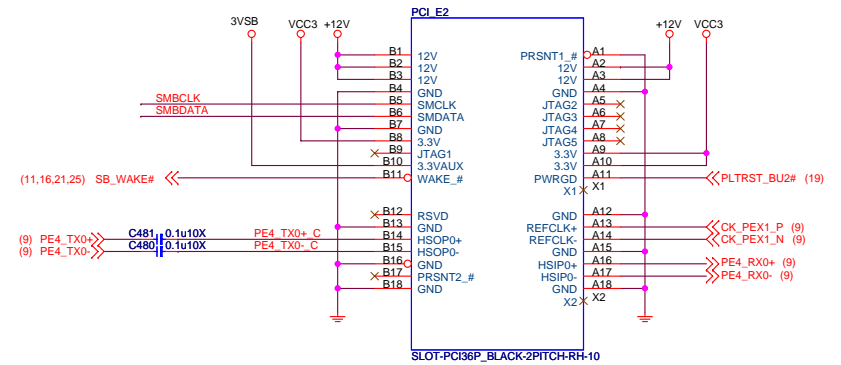 PCI_E2
3VSB VCC3 +12V +12V VCC3
B1 12V PRSNT1_# A1
B2 12V 12V A2
B3 12V 12V A3
B4 GND GND A4
SMBCLK B5 SMCLK JTAG2 A5
SMBDATA B6 SMDATA JTAG3 A6
B7 GND JTAG4 A7
B8 3.3V JTAG5 A8
B9 JTAG1 3.3V A9
B10 3.3VAUX 3.3V A10
(11,16,21,25) SB_WAKE# B11 WAKE_# PWRGD A11 PLTRST_BU2# (19)
X1 X1
B12 RSVD GND A12
B13 GND REFCLK+ A13 CK_PEX1_P (9)
(9) PE4_TX0+ C481 0.1u10X PE4_TX0+_C B14 HSOP0+ REFCLK- A14 CK_PEX1_N (9)
(9) PE4_TX0- C480 0.1u10X PE4_TX0-_C B15 HSOP0- GND A15
B16 GND HSIP0+ A16 PE4_RX0+ (9)
B17 PRSNT2_# HSIP0- A17 PE4_RX0- (9)
B18 GND GND A18
X2 X2
SLOT-PCI36P_BLACK-2PITCH-RH-10